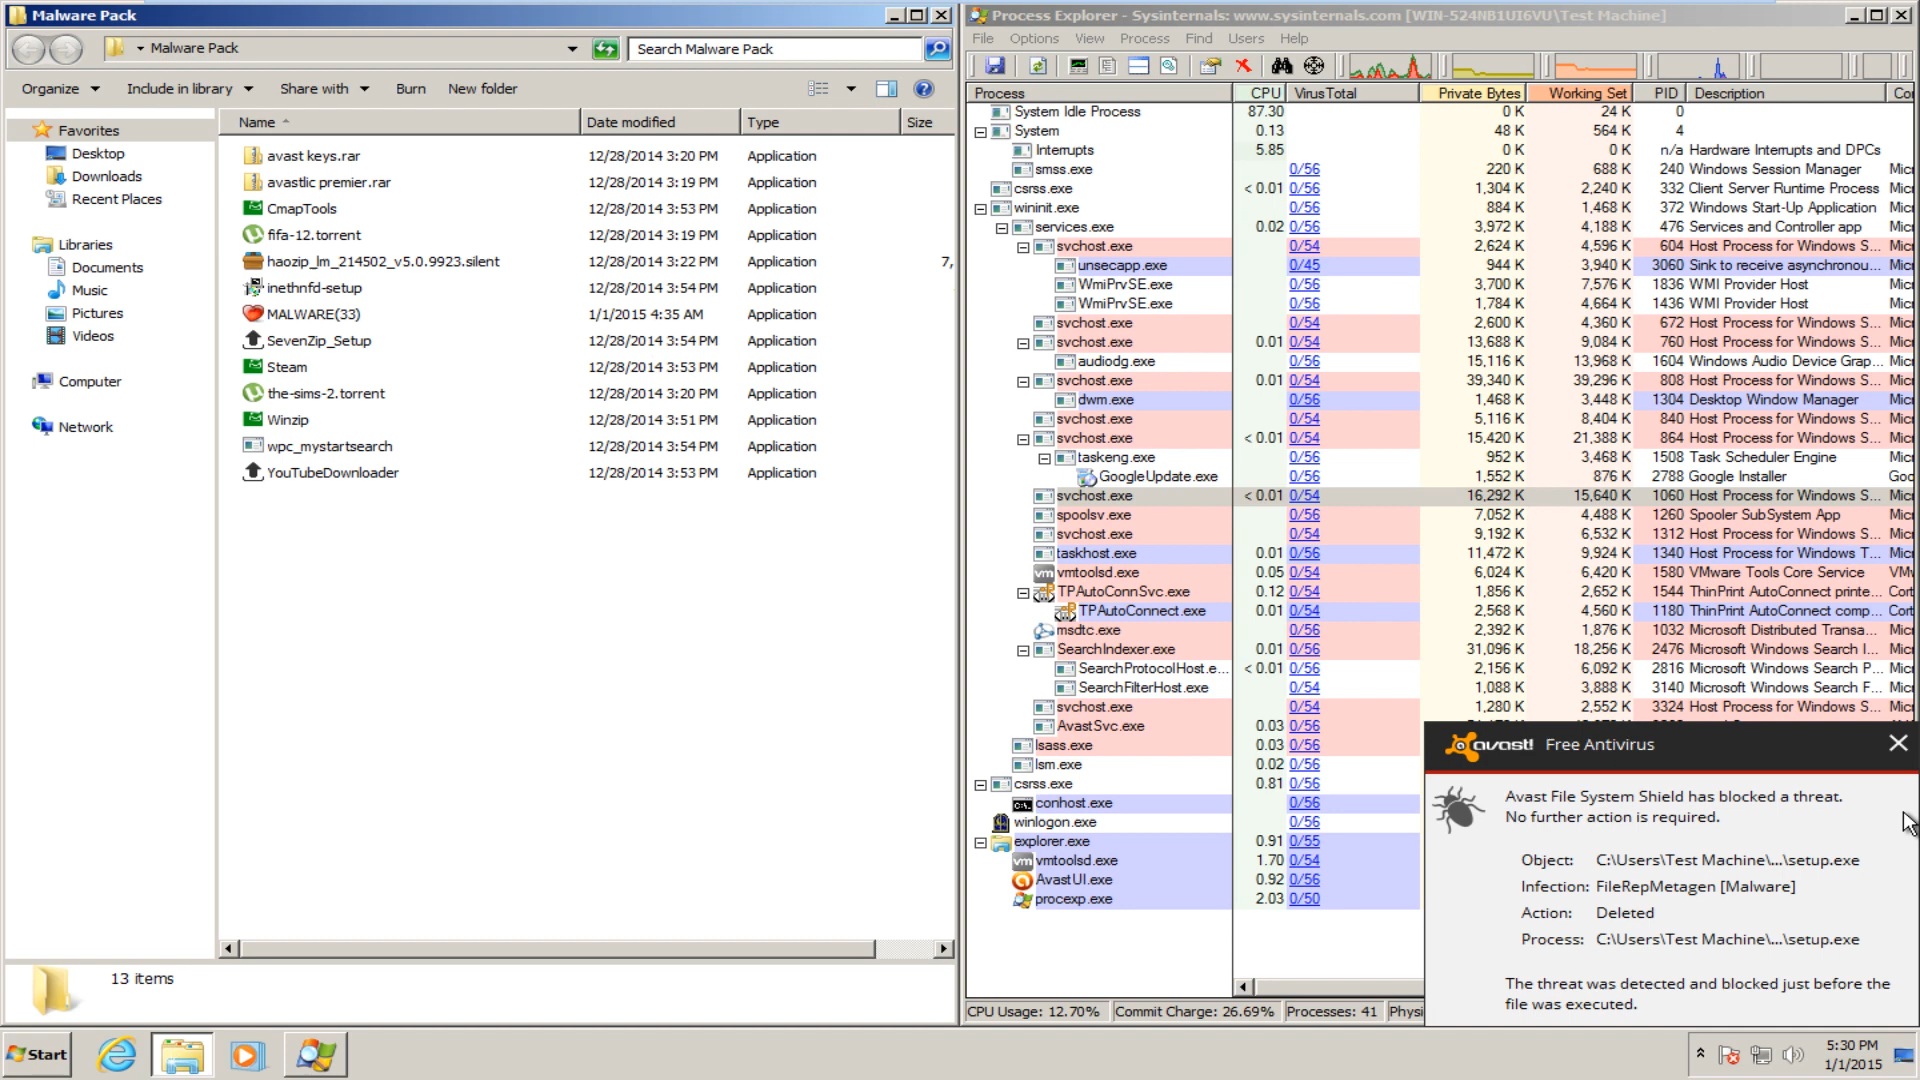 Malware Pack
Malware Pack
Search Malware Pack
Organize
Include in library
Share with
Burn
New folder
Name
Date modified
Type
Size
Favorites
Desktop
Downloads
Recent Places
Libraries
Documents
Music
Pictures
Videos
Computer
Network
avast keys.rar 12/28/2014 3:20 PM Application
avastlic premier.rar 12/28/2014 3:19 PM Application
CmapTools 12/28/2014 3:53 PM Application
fifa-12.torrent 12/28/2014 3:19 PM Application
haozip_lm_214502_v5.0.9923.silent 12/28/2014 3:22 PM Application 7,
inethnfd-setup 12/28/2014 3:54 PM Application
MALWARE(33) 1/1/2015 4:35 AM Application
SevenZip_Setup 12/28/2014 3:54 PM Application
Steam 12/28/2014 3:53 PM Application
the-sims-2.torrent 12/28/2014 3:20 PM Application
Winzip 12/28/2014 3:51 PM Application
wpc_mystartsearch 12/28/2014 3:54 PM Application
YouTubeDownloader 12/28/2014 3:53 PM Application
13 items
Process Explorer - Sysinternals: www.sysinternals.com [WIN-524NB1UI6VU\Test Machine]
File Options View Process Find Users Help
Process CPU VirusTotal Private Bytes Working Set PID Description Co
System Idle Process 87.30 0 K 24 K 0
System 0.13 48 K 564 K 4
Interrupts 5.85 0 K 0 K n/a Hardware Interrupts and DPCs
smss.exe 0/56 220 K 688 K 240 Windows Session Manager Micr
csrss.exe < 0.01 0/56 1,304 K 2,240 K 332 Client Server Runtime Process Micr
wininit.exe 0/56 884 K 1,468 K 372 Windows Start-Up Application Micr
services.exe 0.02 0/56 3,972 K 4,188 K 476 Services and Controller app Micr
svchost.exe 0/54 2,624 K 4,596 K 604 Host Process for Windows S... Micr
unsecapp.exe 0/45 944 K 3,940 K 3060 Sink to receive asynchronou... Micr
WmiPrvSE.exe 0/56 3,700 K 7,576 K 1836 WMI Provider Host Micr
WmiPrvSE.exe 0/56 1,784 K 4,664 K 1436 WMI Provider Host Micr
svchost.exe 0/54 2,600 K 4,360 K 672 Host Process for Windows S... Micr
svchost.exe 0.01 0/54 13,688 K 9,084 K 760 Host Process for Windows S... Micr
audiodg.exe 0/56 15,116 K 13,968 K 1604 Windows Audio Device Grap... Micr
svchost.exe 0.01 0/54 39,340 K 39,296 K 808 Host Process for Windows S... Micr
dwm.exe 0/56 1,468 K 3,448 K 1304 Desktop Window Manager Micr
svchost.exe 0/54 5,116 K 8,404 K 840 Host Process for Windows S... Micr
svchost.exe < 0.01 0/54 15,420 K 21,388 K 864 Host Process for Windows S... Micr
taskeng.exe 0/56 952 K 3,468 K 1508 Task Scheduler Engine Micr
GoogleUpdate.exe 0/56 1,552 K 876 K 2788 Google Installer Goo
svchost.exe < 0.01 0/54 16,292 K 15,640 K 1060 Host Process for Windows S... Micr
spoolsv.exe 0/56 7,052 K 4,488 K 1260 Spooler SubSystem App Micr
svchost.exe 0/54 9,192 K 6,532 K 1312 Host Process for Windows S... Micr
taskhost.exe 0.01 0/56 11,472 K 9,924 K 1340 Host Process for Windows T... Micr
vmtoolsd.exe 0.05 0/54 6,024 K 6,420 K 1580 VMware Tools Core Service VM
TPAutoConnSvc.exe 0.12 0/54 1,856 K 2,652 K 1544 ThinPrint AutoConnect printe... Cort
TPAutoConnect.exe 0.01 0/54 2,568 K 4,560 K 1180 ThinPrint AutoConnect comp... Cort
msdtc.exe 0/56 2,392 K 1,876 K 1032 Microsoft Distributed Transa... Micr
SearchIndexer.exe 0.01 0/56 31,096 K 18,256 K 2476 Microsoft Windows Search I... Micr
SearchProtocolHost.e... < 0.01 0/56 2,156 K 6,092 K 2816 Microsoft Windows Search P... Micr
SearchFilterHost.exe 0/54 1,088 K 3,888 K 3140 Microsoft Windows Search F... Micr
svchost.exe 0/54 1,280 K 2,552 K 3324 Host Process for Windows S... Micr
AvastSvc.exe 0.03 0/56
lsass.exe 0.03 0/56
lsm.exe 0.02 0/56
csrss.exe 0.81 0/56
conhost.exe 0/56
winlogon.exe 0/56
explorer.exe 0.91 0/55
vmtoolsd.exe 1.70 0/54
AvastUI.exe 0.92 0/56
procexp.exe 2.03 0/50
CPU Usage: 12.70% Commit Charge: 26.69% Processes: 41 Physi
avast! Free Antivirus
Avast File System Shield has blocked a threat.
No further action is required.
Object: C:\Users\Test Machine\...\setup.exe
Infection: FileRepMetagen [Malware]
Action: Deleted
Process: C:\Users\Test Machine\...\setup.exe
The threat was detected and blocked just before the
file was executed.
Start
5:30 PM
1/1/2015